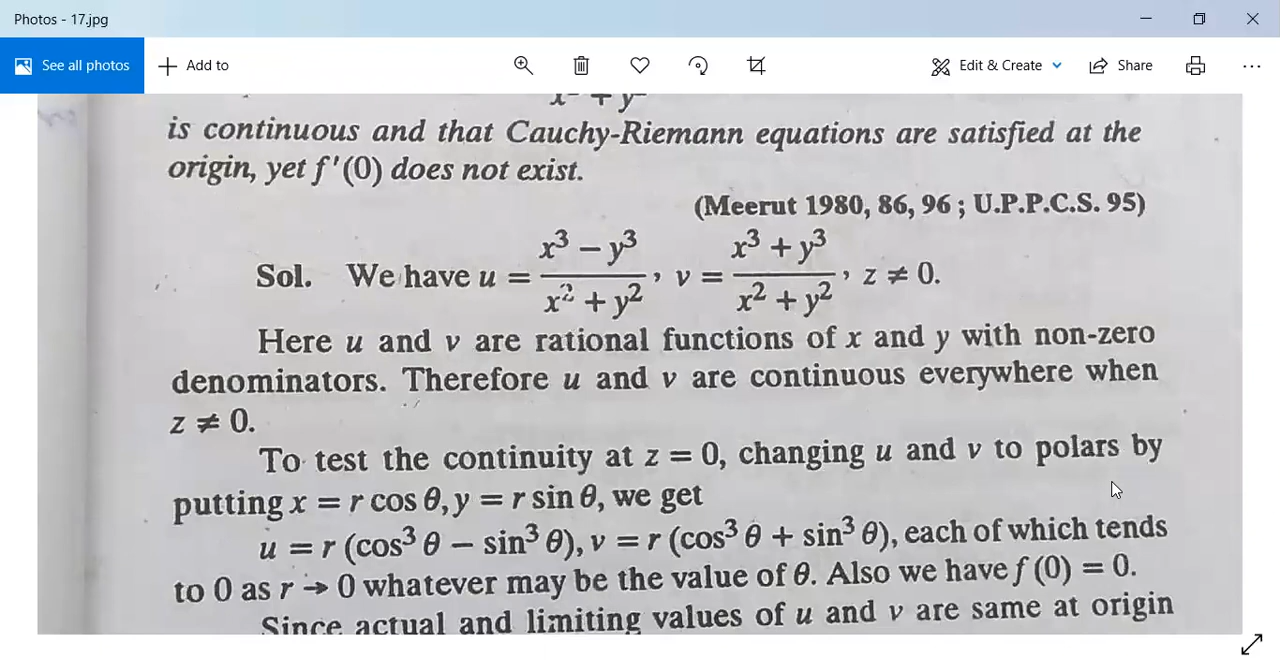 Photos - 17.jpg
See all photos
Add to
Edit & Create
Share
x² + y²
is continuous and that Cauchy-Riemann equations are satisfied at the
origin, yet f'(0) does not exist.
(Meerut 1980, 86, 96 ; U.P.P.C.S. 95)
Sol. We have u = (x³ − y³)/(x² + y²), v = (x³ + y³)/(x² + y²), z ≠ 0.
Here u and v are rational functions of x and y with non-zero
denominators. Therefore u and v are continuous everywhere when
z ≠ 0.
To test the continuity at z = 0, changing u and v to polars by
putting x = r cos θ, y = r sin θ, we get
u = r (cos³ θ − sin³ θ), v = r (cos³ θ + sin³ θ), each of which tends
to 0 as r → 0 whatever may be the value of θ. Also we have f (0) = 0.
Since actual and limiting values of u and v are same at origin